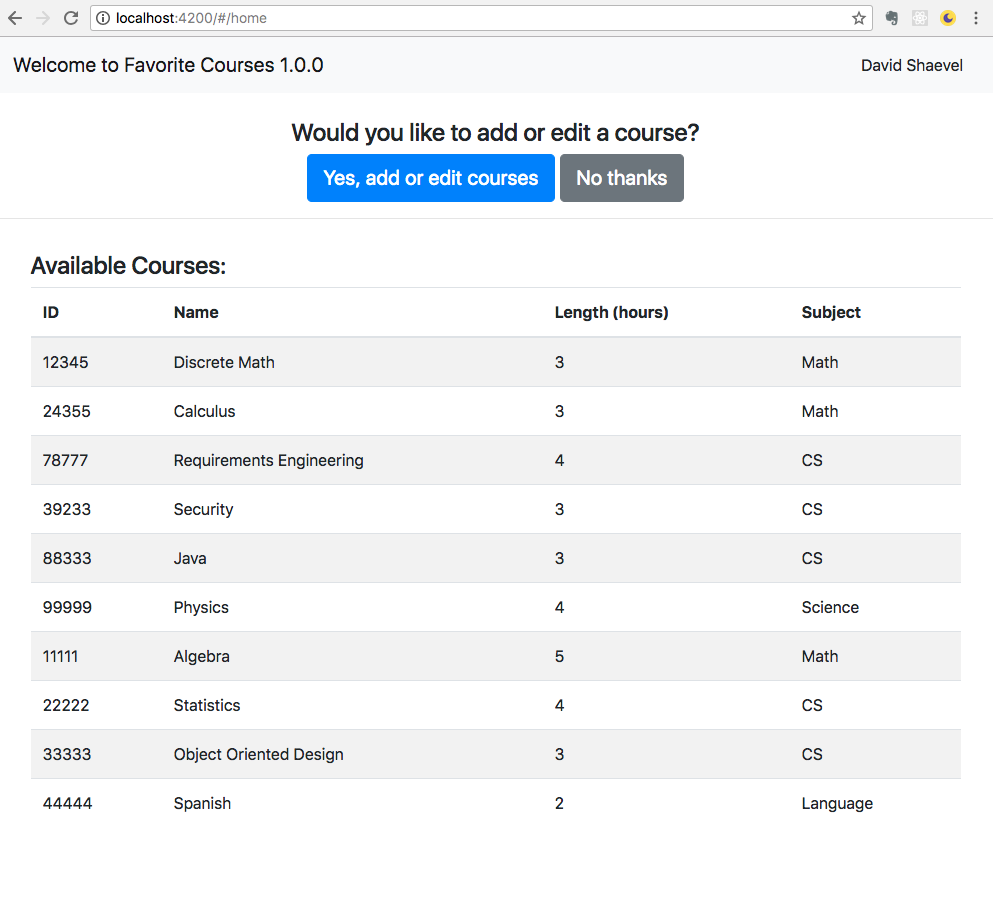 localhost:4200/#/home
Welcome to Favorite Courses 1.0.0 David Shaevel
Would you like to add or edit a course?
Yes, add or edit courses No thanks
Available Courses:
ID Name Length (hours) Subject
12345 Discrete Math 3 Math
24355 Calculus 3 Math
78777 Requirements Engineering 4 CS
39233 Security 3 CS
88333 Java 3 CS
99999 Physics 4 Science
11111 Algebra 5 Math
22222 Statistics 4 CS
33333 Object Oriented Design 3 CS
44444 Spanish 2 Language